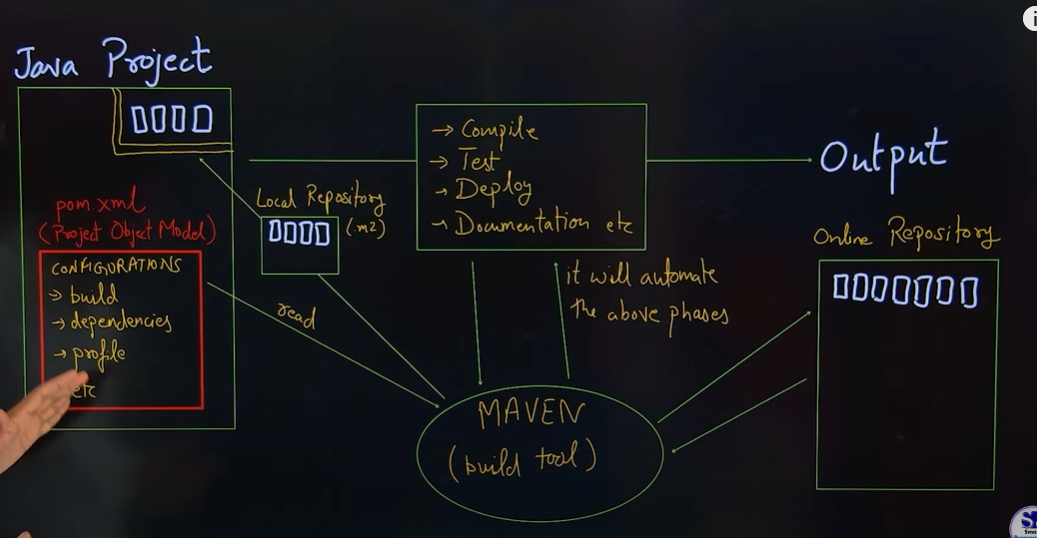 Java Project
pom.xml
(Project Object Model)
CONFIGURATIONS
→ build
→ dependencies
→ profile
etc
Local Repository
(.m2)
read
→ Compile
→ Test
→ Deploy
→ Documentation etc
it will automate
the above phases
MAVEN
(build tool)
Output
Online Repository